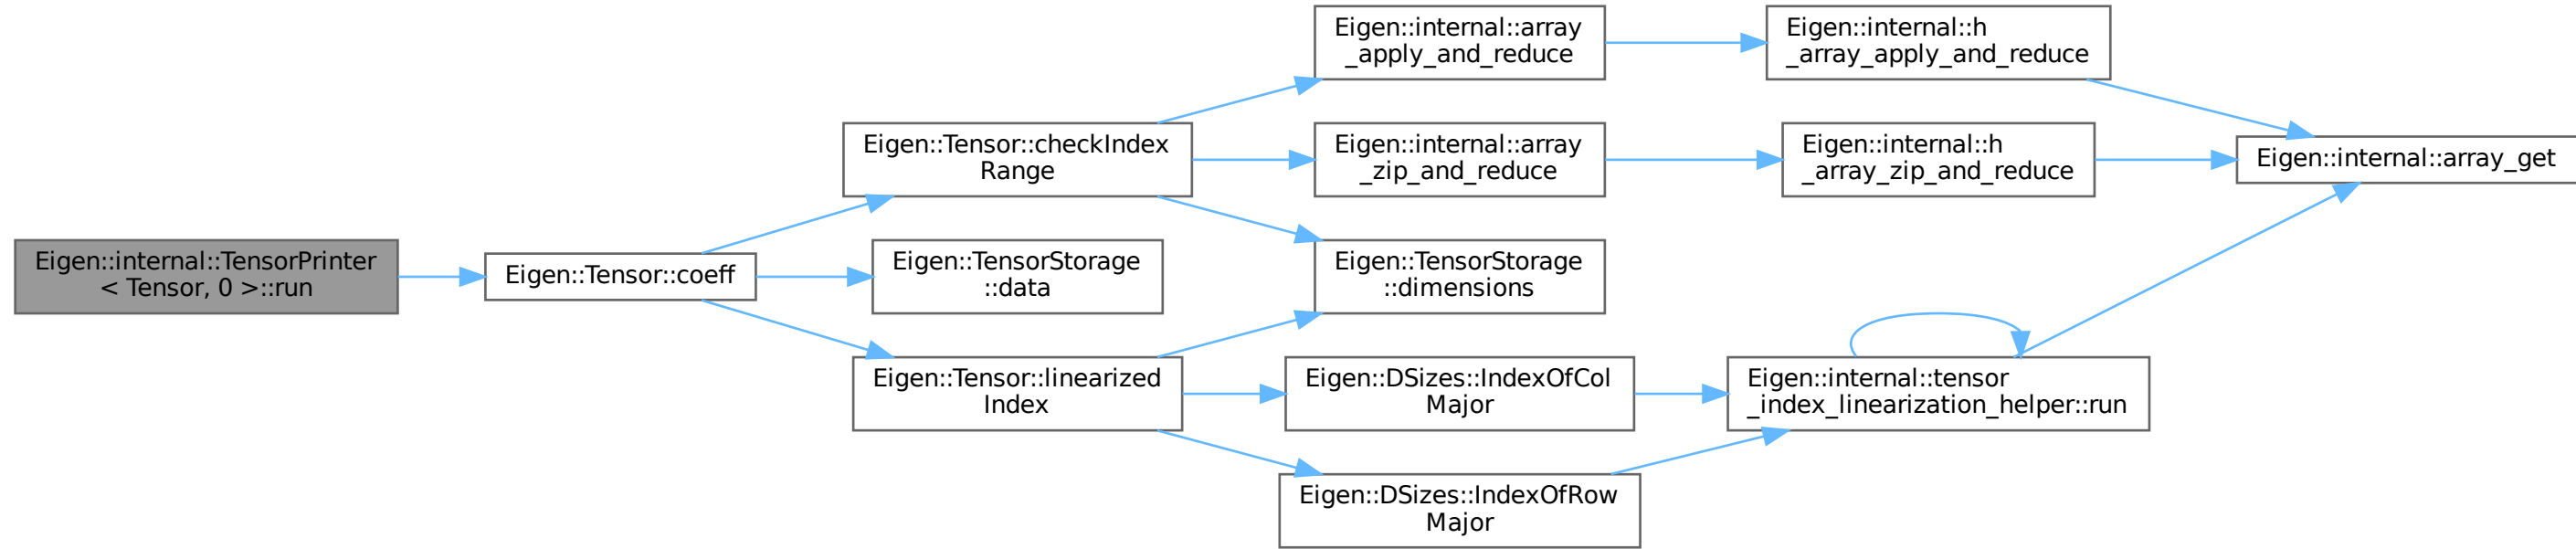 Eigen::internal::TensorPrinter
< Tensor, 0 >::run
Eigen::Tensor::coeff
Eigen::Tensor::checkIndex
Range
Eigen::TensorStorage
::data
Eigen::Tensor::linearized
Index
Eigen::internal::array
_apply_and_reduce
Eigen::internal::array
_zip_and_reduce
Eigen::TensorStorage
::dimensions
Eigen::DSizes::IndexOfCol
Major
Eigen::DSizes::IndexOfRow
Major
Eigen::internal::h
_array_apply_and_reduce
Eigen::internal::h
_array_zip_and_reduce
Eigen::internal::tensor
_index_linearization_helper::run
Eigen::internal::array_get